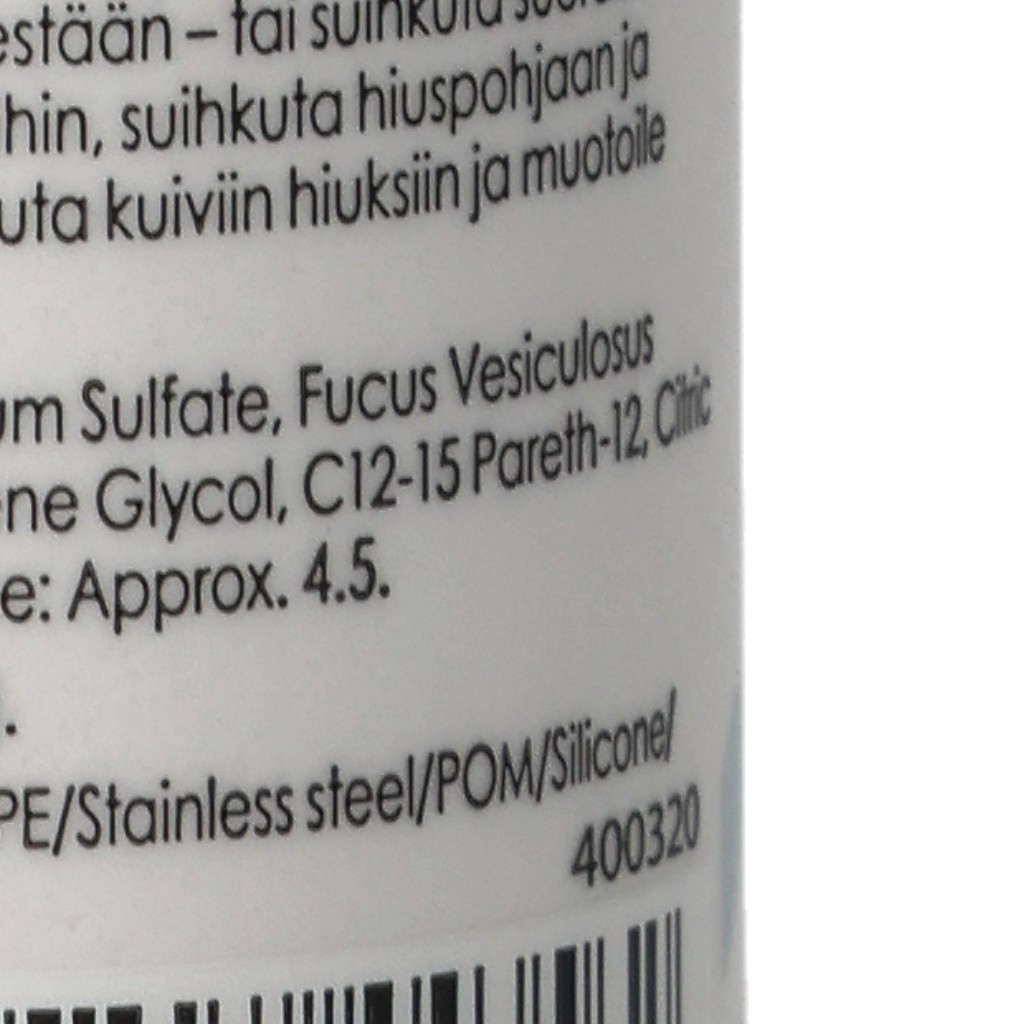 estään – tai suihkuta
hin, suihkuta hiuspohjaan ja
uta kuiviin hiuksiin ja muotoile
um Sulfate, Fucus Vesiculosus
ene Glycol, C12-15 Pareth-12, Citric
e: Approx. 4.5.
.
PE/Stainless steel/POM/Silicone/
400320